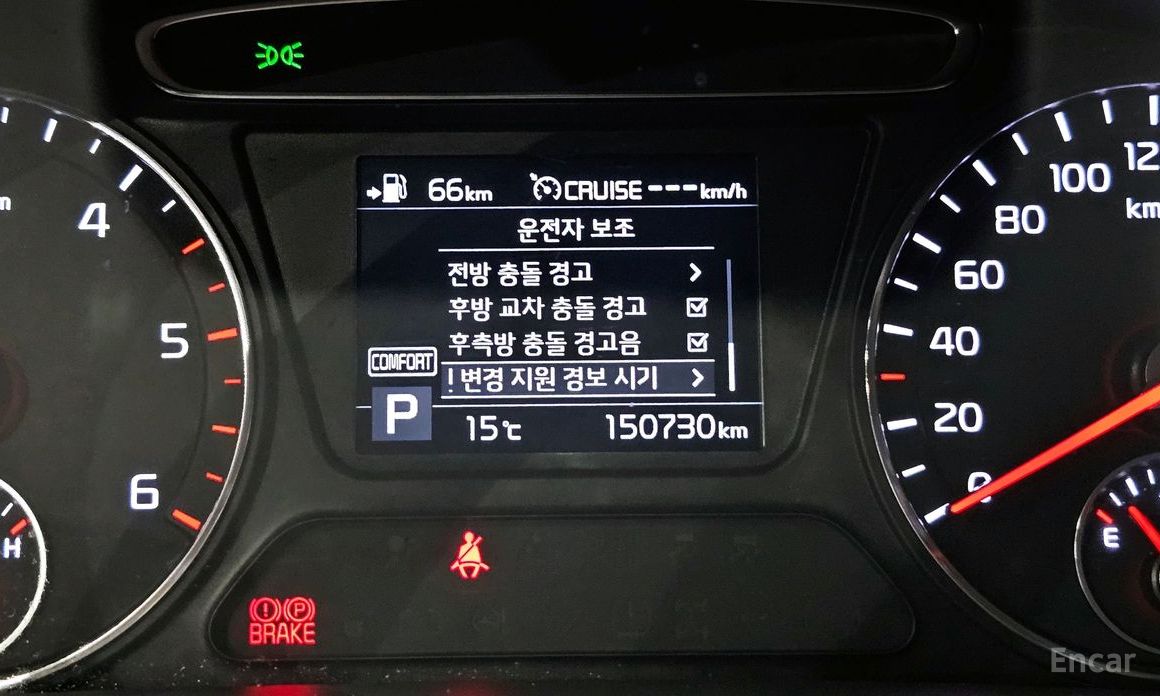 66km CRUISE ---km/h
운전자 보조
전방 충돌 경고
후방 교차 충돌 경고
후측방 충돌 경고음
! 변경 지원 경보 시기
COMFORT
P 15℃ 150730km
4
5
6
H
120
100
km
80
60
40
20
0
E
BRAKE
(!) (P)
Encar